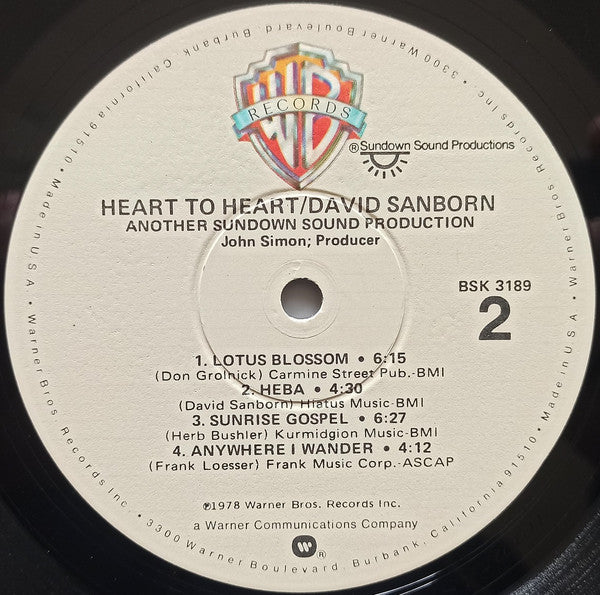 WB
RECORDS
® Sundown Sound Productions
HEART TO HEART/DAVID SANBORN
ANOTHER SUNDOWN SOUND PRODUCTION
John Simon; Producer
BSK 3189
2
1. LOTUS BLOSSOM • 6:15
(Don Grolnick) Carmine Street Pub.-BMI
2. HEBA • 4:30
(David Sanborn) Hiatus Music-BMI
3. SUNRISE GOSPEL • 6:27
(Herb Bushler) Kurmidgion Music-BMI
4. ANYWHERE I WANDER • 4:12
(Frank Loesser) Frank Music Corp.-ASCAP
℗1978 Warner Bros. Records Inc.
a Warner Communications Company
W ®
Warner Bros. Records Inc. • 3300 Warner Boulevard, Burbank, California 91510 • Made in U.S.A. • Warner Bros. Records Inc. • 3300 Warner Boulevard, Burbank, California 91510 • Made in U.S.A. •